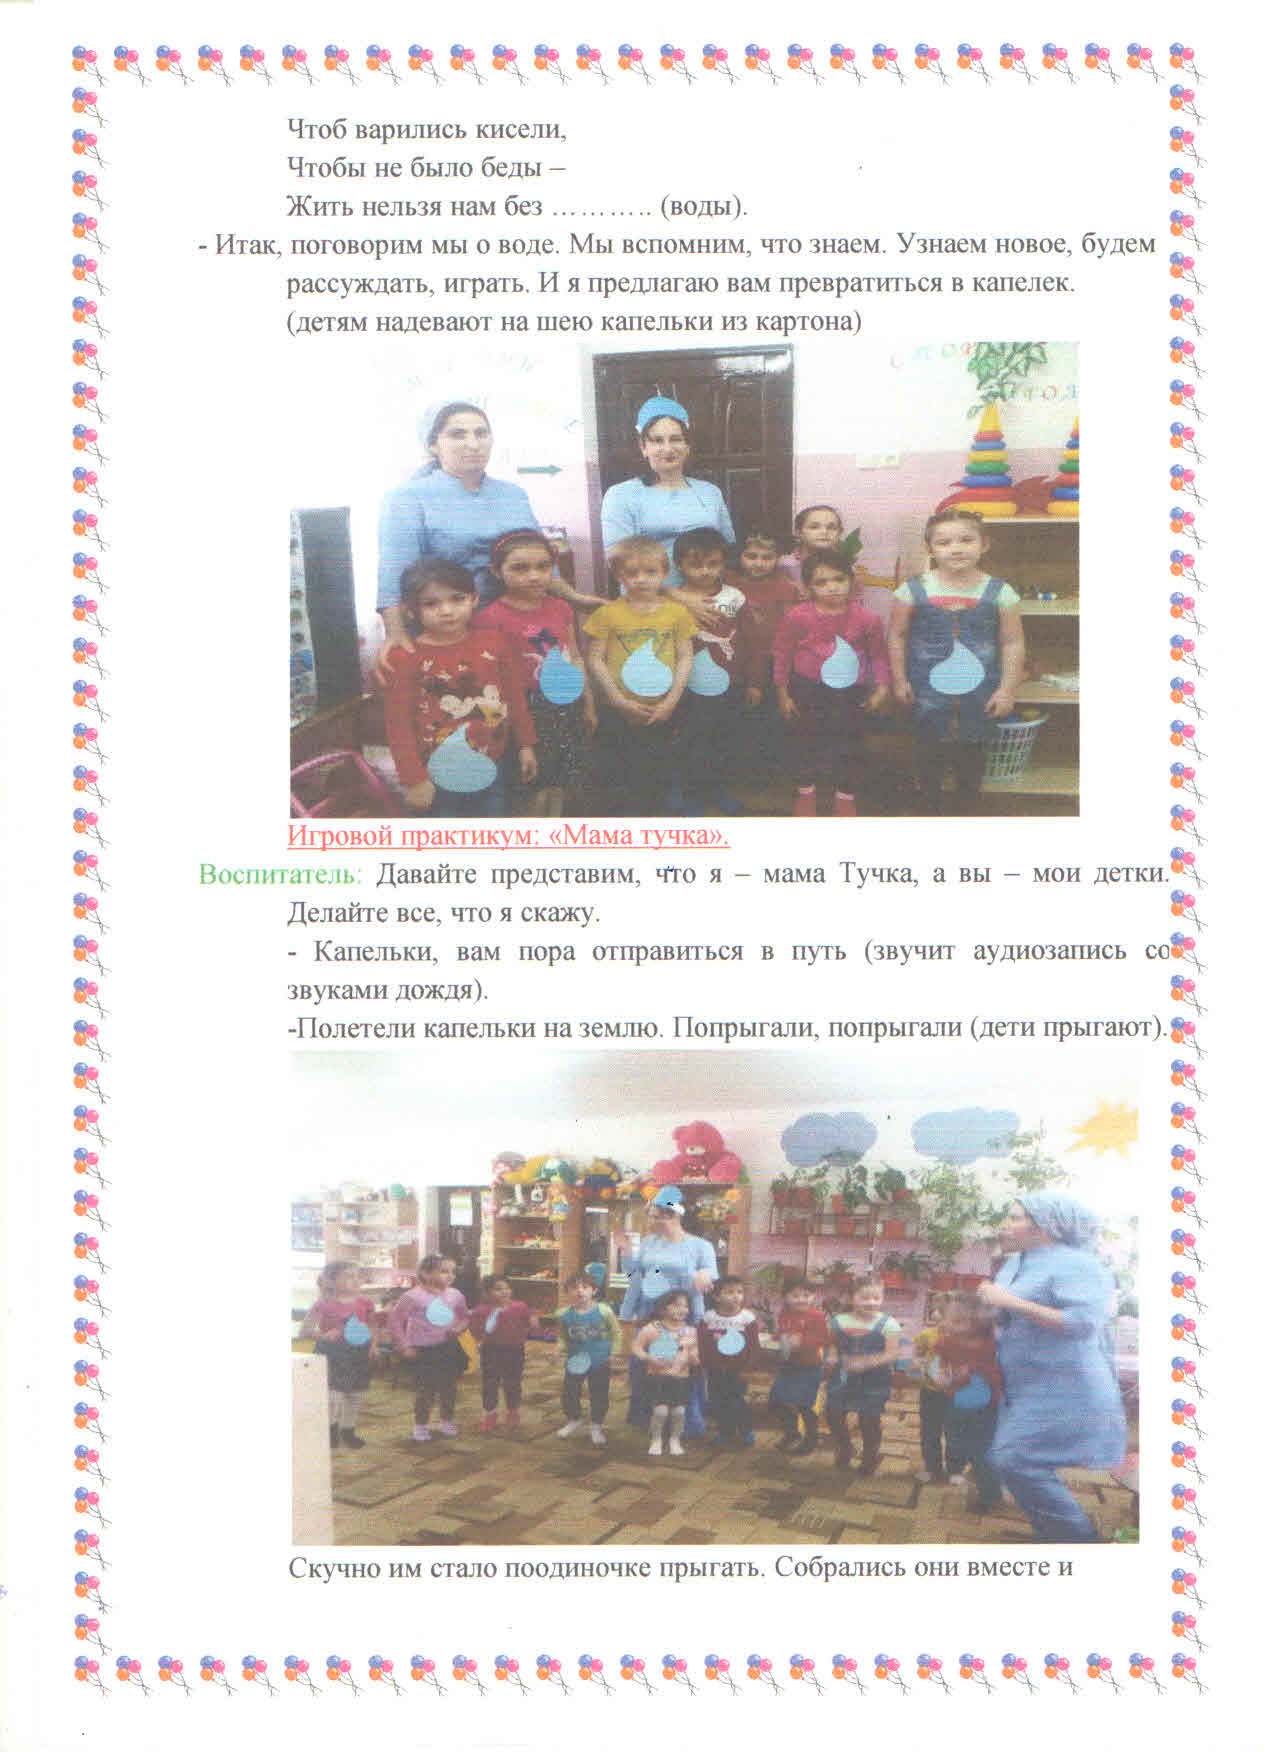 Чтоб варились кисели,
Чтобы не было беды –
Жить нельзя нам без ........... (воды).
- Итак, поговорим мы о воде. Мы вспомним, что знаем. Узнаем новое, будем
рассуждать, играть. И я предлагаю вам превратиться в капелек.
(детям надевают на шею капельки из картона)
Игровой практикум: «Мама тучка».
Воспитатель: Давайте представим, что я – мама Тучка, а вы – мои детки.
Делайте все, что я скажу.
- Капельки, вам пора отправиться в путь (звучит аудиозапись со
звуками дождя).
-Полетели капельки на землю. Попрыгали, попрыгали (дети прыгают).
Скучно им стало поодиночке прыгать. Собрались они вместе и